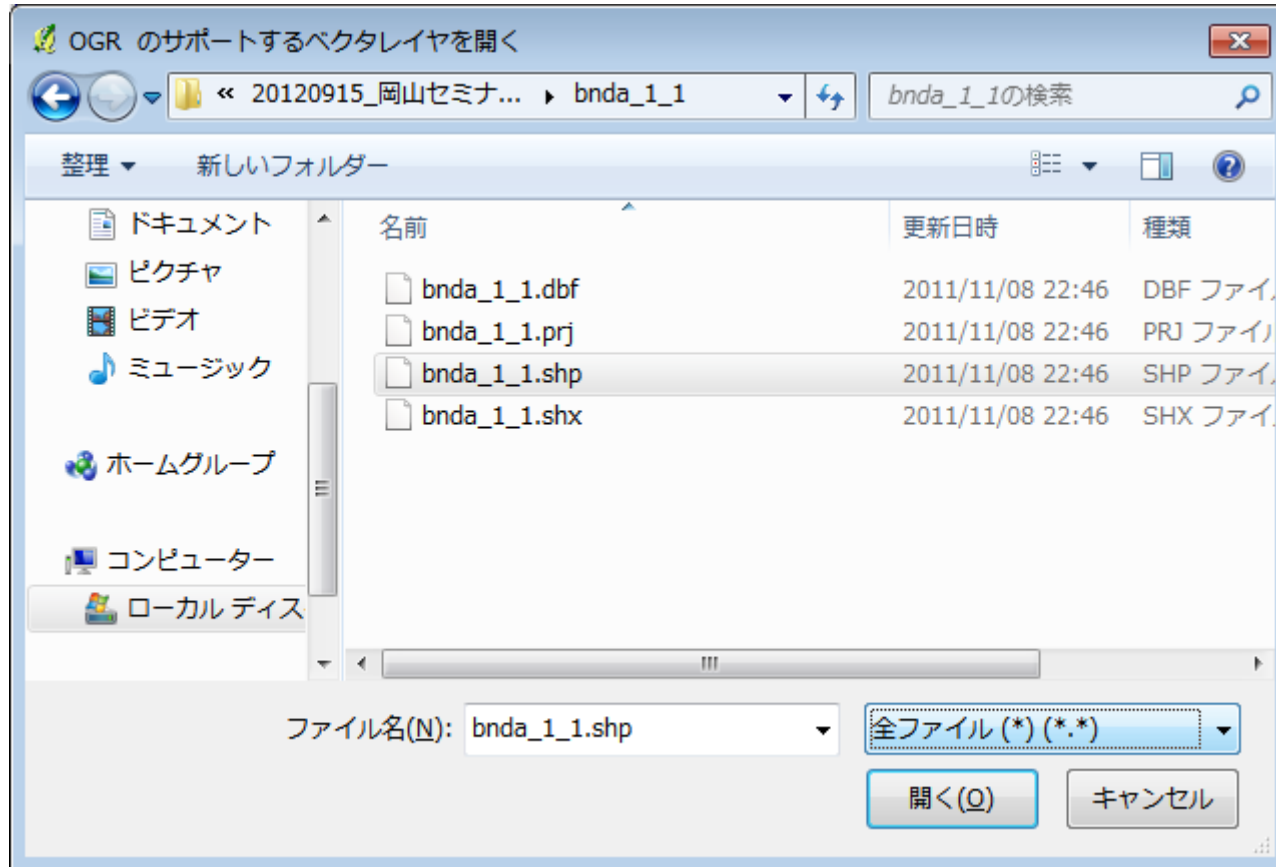 OGR のサポートするベクタレイヤを開く
« 20120915_岡山セミナ... bnda_1_1
bnda_1_1の検索
整理 新しいフォルダー
ドキュメント
ピクチャ
ビデオ
ミュージック
ホームグループ
コンピューター
ローカル ディス
名前 更新日時 種類
bnda_1_1.dbf 2011/11/08 22:46 DBF ファイ
bnda_1_1.prj 2011/11/08 22:46 PRJ ファイ
bnda_1_1.shp 2011/11/08 22:46 SHP ファイ
bnda_1_1.shx 2011/11/08 22:46 SHX ファイ
ファイル名(N): bnda_1_1.shp 全ファイル (*) (*.*)
開く(O) キャンセル